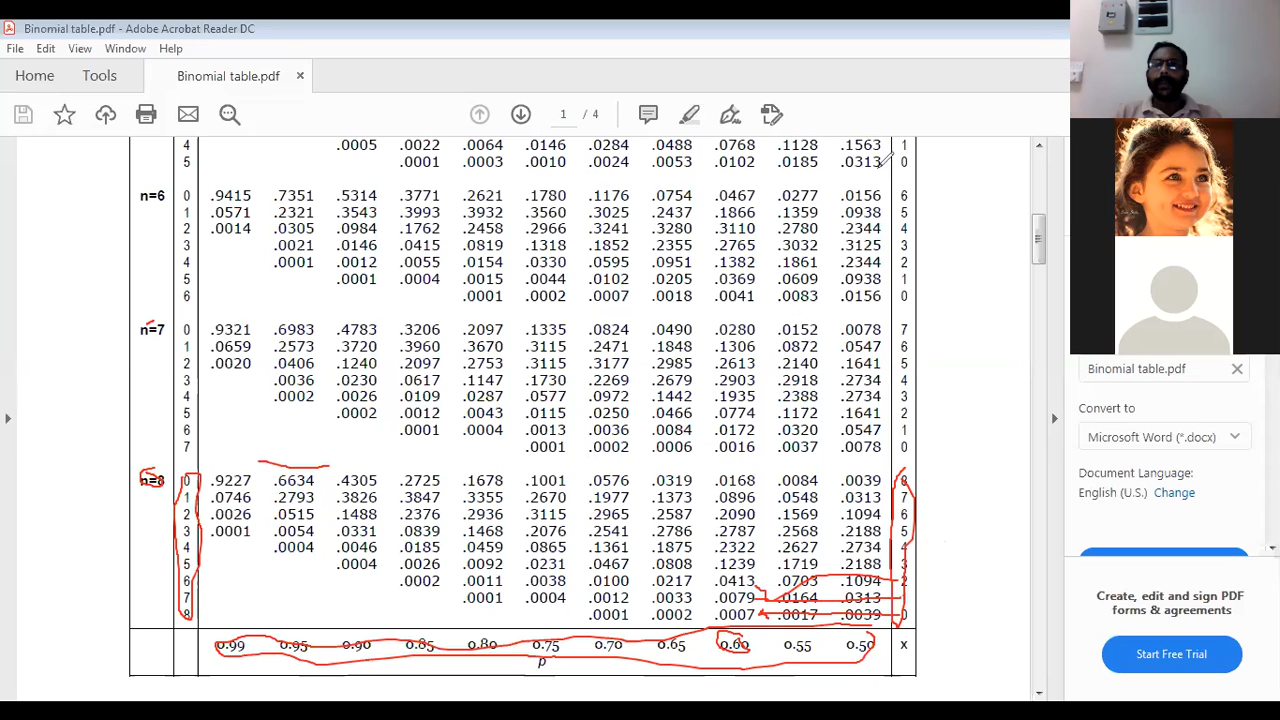 Binomial table.pdf - Adobe Acrobat Reader DC
File Edit View Window Help
Home Tools Binomial table.pdf ×
1 / 4
4 .0005 .0022 .0064 .0146 .0284 .0488 .0768 .1128 .1563 1
5 .0001 .0003 .0010 .0024 .0053 .0102 .0185 .0313 0
n=6 0 .9415 .7351 .5314 .3771 .2621 .1780 .1176 .0754 .0467 .0277 .0156 6
1 .0571 .2321 .3543 .3993 .3932 .3560 .3025 .2437 .1866 .1359 .0938 5
2 .0014 .0305 .0984 .1762 .2458 .2966 .3241 .3280 .3110 .2780 .2344 4
3 .0021 .0146 .0415 .0819 .1318 .1852 .2355 .2765 .3032 .3125 3
4 .0001 .0012 .0055 .0154 .0330 .0595 .0951 .1382 .1861 .2344 2
5 .0001 .0004 .0015 .0044 .0102 .0205 .0369 .0609 .0938 1
6 .0001 .0002 .0007 .0018 .0041 .0083 .0156 0
n=7 0 .9321 .6983 .4783 .3206 .2097 .1335 .0824 .0490 .0280 .0152 .0078 7
1 .0659 .2573 .3720 .3960 .3670 .3115 .2471 .1848 .1306 .0872 .0547 6
2 .0020 .0406 .1240 .2097 .2753 .3115 .3177 .2985 .2613 .2140 .1641 5
3 .0036 .0230 .0617 .1147 .1730 .2269 .2679 .2903 .2918 .2734 4
4 .0002 .0026 .0109 .0287 .0577 .0972 .1442 .1935 .2388 .2734 3
5 .0002 .0012 .0043 .0115 .0250 .0466 .0774 .1172 .1641 2
6 .0001 .0004 .0013 .0036 .0084 .0172 .0320 .0547 1
7 .0001 .0002 .0006 .0016 .0037 .0078 0
n=8 0 .9227 .6634 .4305 .2725 .1678 .1001 .0576 .0319 .0168 .0084 .0039 8
1 .0746 .2793 .3826 .3847 .3355 .2670 .1977 .1373 .0896 .0548 .0313 7
2 .0026 .0515 .1488 .2376 .2936 .3115 .2965 .2587 .2090 .1569 .1094 6
3 .0001 .0054 .0331 .0839 .1468 .2076 .2541 .2786 .2787 .2568 .2188 5
4 .0004 .0046 .0185 .0459 .0865 .1361 .1875 .2322 .2627 .2734 4
5 .0004 .0026 .0092 .0231 .0467 .0808 .1239 .1719 .2188 3
6 .0002 .0011 .0038 .0100 .0217 .0413 .0703 .1094 2
7 .0001 .0004 .0012 .0033 .0079 .0164 .0313 1
8 .0001 .0002 .0007 .0017 .0039 0
0.99 0.95 0.90 0.85 0.80 0.75 0.70 0.65 0.60 0.55 0.50 x
p
Binomial table.pdf ×
Convert to
Microsoft Word (*.docx)
Document Language:
English (U.S.) Change
Create, edit and sign PDF
forms & agreements
Start Free Trial